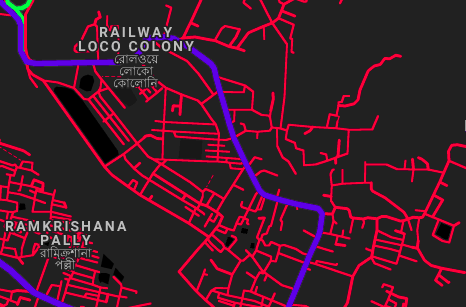 RAILWAY
LOCO COLONY
রেলওয়ে
লোকো
কোলোনি
RAMKRISHANA
PALLY
রামকৃষ্ণানা
পল্লী